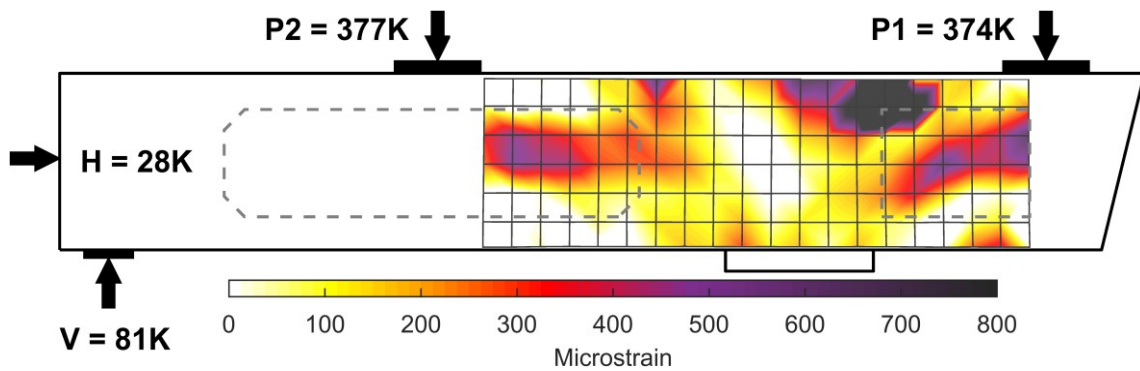 P2 = 377K
P1 = 374K
H = 28K
V = 81K
0 100 200 300 400 500 600 700 800
Microstrain